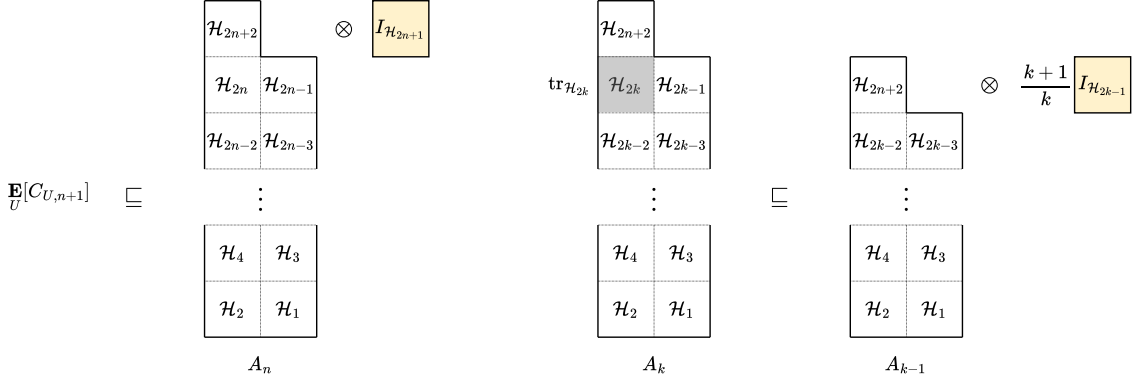 𝓗_{2n+2} ⊗ I_{𝓗_{2n+1}} 𝓗_{2n+2}
𝓗_{2n} 𝓗_{2n−1} tr_{𝓗_{2k}} 𝓗_{2k} 𝓗_{2k−1} 𝓗_{2n+2} ⊗ \frac{k+1}{k} I_{𝓗_{2k−1}}
𝓗_{2n−2} 𝓗_{2n−3} 𝓗_{2k−2} 𝓗_{2k−3} 𝓗_{2k−2} 𝓗_{2k−3}
𝐄_U[C_{U,n+1}] ⊑ ⋮ ⋮ ⊑ ⋮
𝓗_4 𝓗_3 𝓗_4 𝓗_3 𝓗_4 𝓗_3
𝓗_2 𝓗_1 𝓗_2 𝓗_1 𝓗_2 𝓗_1
A_n A_k A_{k−1}